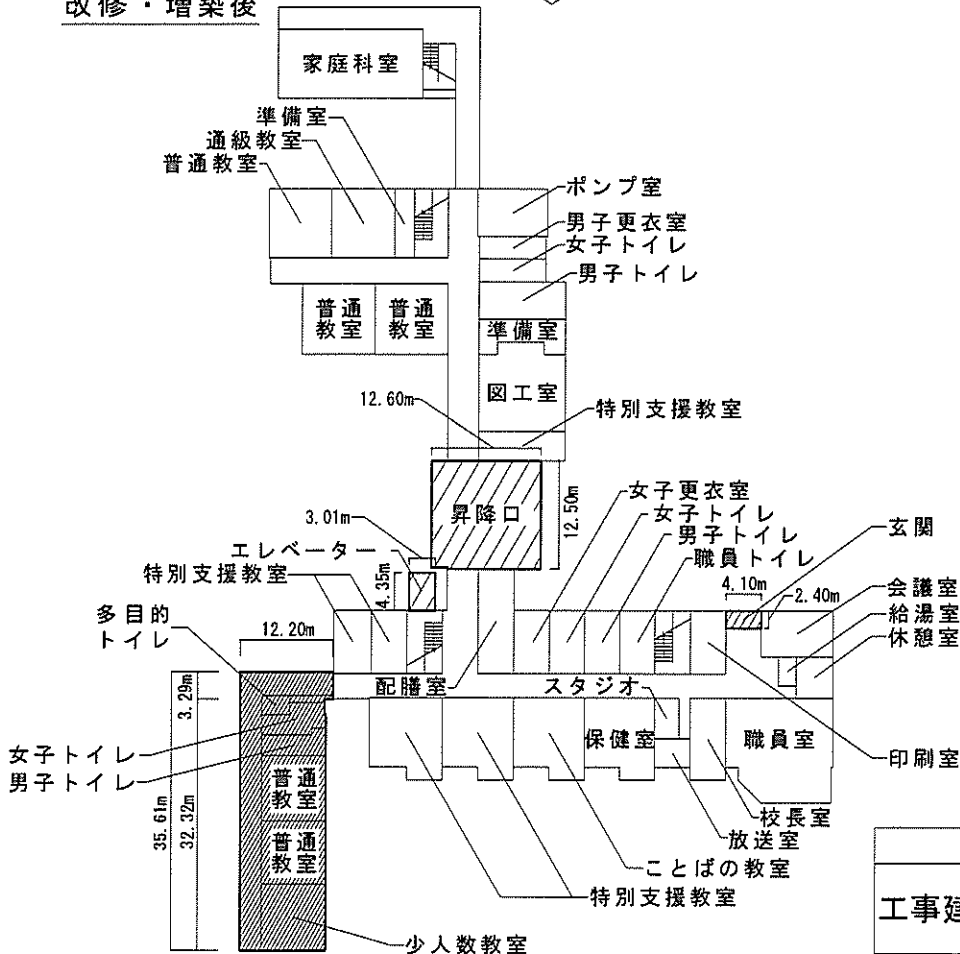 改修・増築後
家庭科室
準備室
通級教室
普通教室
ポンプ室
男子更衣室
女子トイレ
男子トイレ
普通
教室
普通
教室
準備室
図工室
12.60m
特別支援教室
昇降口
12.50m
3.01m
エレベーター
特別支援教室
4.35m
女子更衣室
女子トイレ
男子トイレ
職員トイレ
玄関
4.10m
2.40m
会議室
給湯室
休憩室
多目的
トイレ
12.20m
配膳室
スタジオ
3.29m
女子トイレ
男子トイレ
保健室
職員室
印刷室
普通
教室
普通
教室
35.61m
32.32m
校長室
放送室
ことばの教室
特別支援教室
少人数教室
工事建